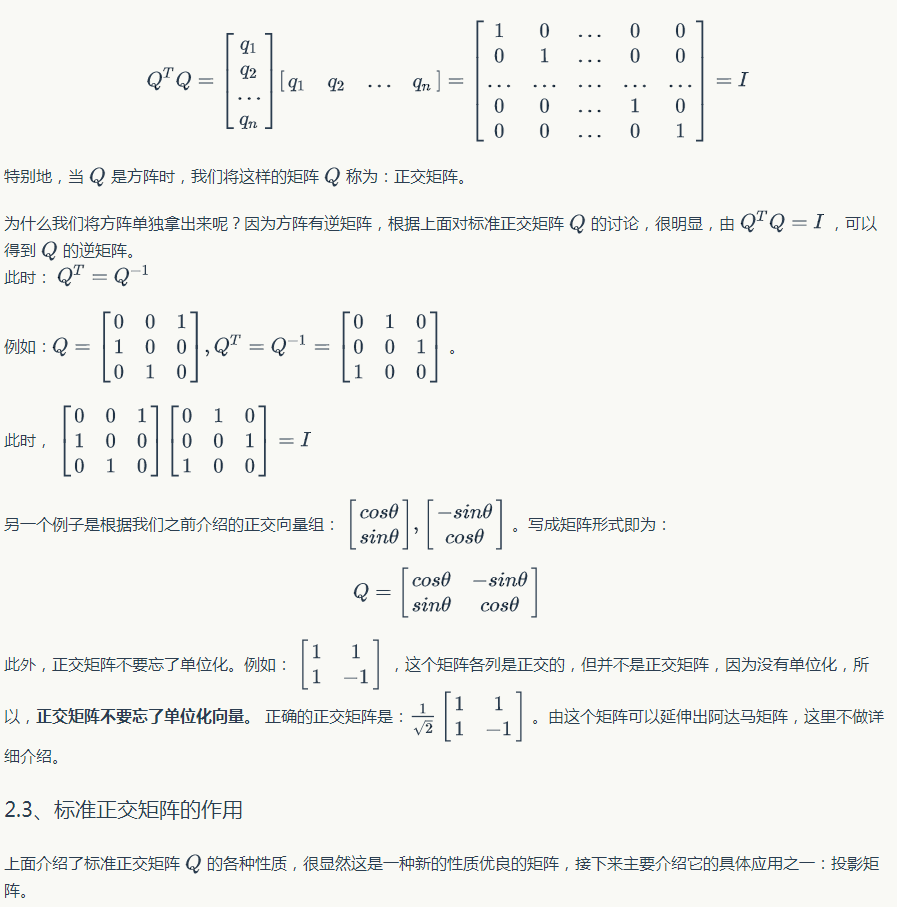 $Q^TQ = \begin{bmatrix} q_1 \\ q_2 \\ \dots \\ q_n \end{bmatrix} [\, q_1 \quad q_2 \quad \dots \quad q_n \,] = \begin{bmatrix} 1 & 0 & \dots & 0 & 0 \\ 0 & 1 & \dots & 0 & 0 \\ \dots & \dots & \dots & \dots & \dots \\ 0 & 0 & \dots & 1 & 0 \\ 0 & 0 & \dots & 0 & 1 \end{bmatrix} = I$
特别地，当 $Q$ 是方阵时，我们将这样的矩阵 $Q$ 称为：正交矩阵。
为什么我们将方阵单独拿出来呢？因为方阵有逆矩阵，根据上面对标准正交矩阵 $Q$ 的讨论，很明显，由 $Q^TQ = I$ ，可以
得到 $Q$ 的逆矩阵。
此时： $Q^T = Q^{-1}$
例如：$Q = \begin{bmatrix} 0 & 0 & 1 \\ 1 & 0 & 0 \\ 0 & 1 & 0 \end{bmatrix}, Q^T = Q^{-1} = \begin{bmatrix} 0 & 1 & 0 \\ 0 & 0 & 1 \\ 1 & 0 & 0 \end{bmatrix}$ 。
此时， $\begin{bmatrix} 0 & 0 & 1 \\ 1 & 0 & 0 \\ 0 & 1 & 0 \end{bmatrix} \begin{bmatrix} 0 & 1 & 0 \\ 0 & 0 & 1 \\ 1 & 0 & 0 \end{bmatrix} = I$
另一个例子是根据我们之前介绍的正交向量组： $\begin{bmatrix} cos\theta \\ sin\theta \end{bmatrix}, \begin{bmatrix} -sin\theta \\ cos\theta \end{bmatrix}$ 。写成矩阵形式即为：
$Q = \begin{bmatrix} cos\theta & -sin\theta \\ sin\theta & cos\theta \end{bmatrix}$
此外，正交矩阵不要忘了单位化。例如： $\begin{bmatrix} 1 & 1 \\ 1 & -1 \end{bmatrix}$ ，这个矩阵各列是正交的，但并不是正交矩阵，因为没有单位化，所
以，正交矩阵不要忘了单位化向量。 正确的正交矩阵是：$\frac{1}{\sqrt{2}} \begin{bmatrix} 1 & 1 \\ 1 & -1 \end{bmatrix}$ 。由这个矩阵可以延伸出阿达马矩阵，这里不做详
细介绍。
2.3、标准正交矩阵的作用
上面介绍了标准正交矩阵 $Q$ 的各种性质，很显然这是一种新的性质优良的矩阵，接下来主要介绍它的具体应用之一：投影矩
阵。